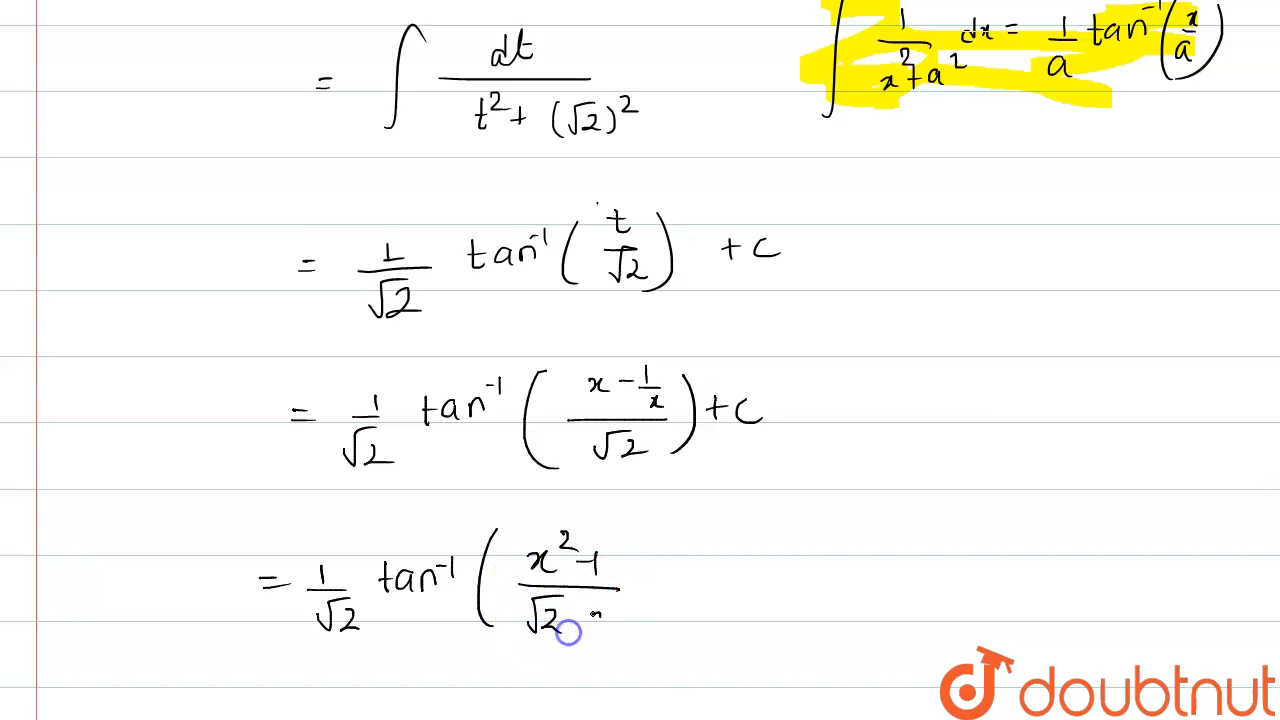 ∫ 1/(x²+a²) dx = 1/a tan⁻¹(x/a)
= ∫ dt/(t²+(√2)²)
= 1/√2 tan⁻¹(t/√2) + c
= 1/√2 tan⁻¹((x-1/x)/√2) + c
= 1/√2 tan⁻¹((x²-1)/√2
doubtnut